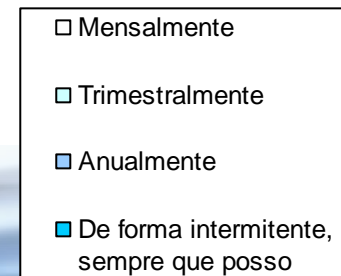 Mensalmente
Trimestralmente
Anualmente
De forma intermitente,
sempre que posso